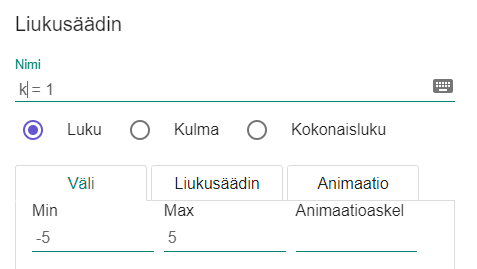 Liukusäädin
Nimi
k = 1
Luku Kulma Kokonaisluku
Väli Liukusäädin Animaatio
Min Max Animaatioaskel
-5 5